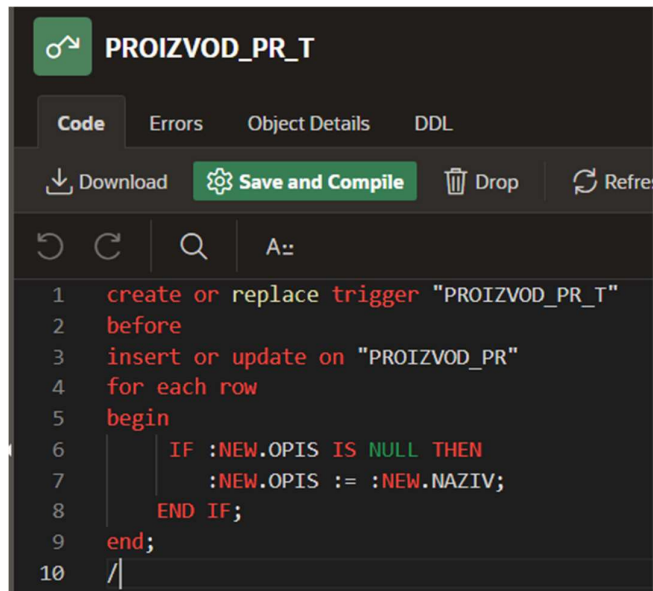 PROIZVOD_PR_T
Code Errors Object Details DDL
Download Save and Compile Drop
A::
1 create or replace trigger "PROIZVOD_PR_T"
2 before
3 insert or update on "PROIZVOD_PR"
4 for each row
5 begin
6 IF :NEW.OPIS IS NULL THEN
7 :NEW.OPIS := :NEW.NAZIV;
8 END IF;
9 end;
10 /